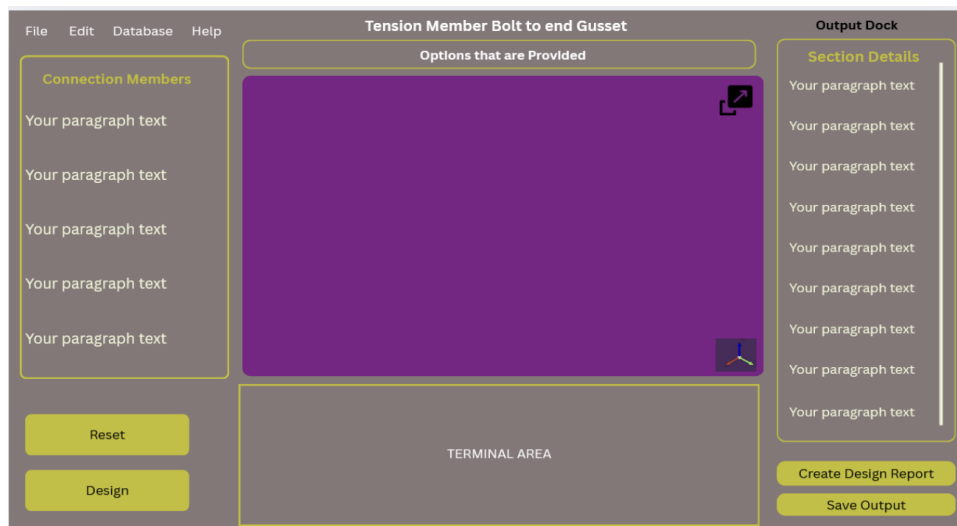 File Edit Database Help
Tension Member Bolt to end Gusset
Output Dock
Options that are Provided
Connection Members
Your paragraph text
Your paragraph text
Your paragraph text
Your paragraph text
Your paragraph text
Reset
Design
TERMINAL AREA
Section Details
Your paragraph text
Your paragraph text
Your paragraph text
Your paragraph text
Your paragraph text
Your paragraph text
Your paragraph text
Your paragraph text
Your paragraph text
Create Design Report
Save Output